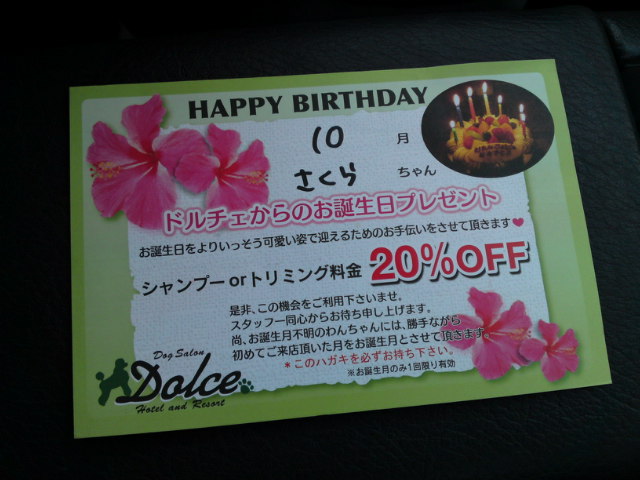 HAPPY BIRTHDAY
10 月
さくら ちゃん
ドルチェからのお誕生日プレゼント
お誕生日をよりいっそう可愛い姿で迎えるためのお手伝いをさせて頂きます♥
シャンプーorトリミング料金 20%OFF
是非、この機会をご利用下さいませ。
スタッフ一同心からお待ち申し上げます。
尚、お誕生月不明のわんちゃんには、勝手ながら
初めてご来店頂いた月をお誕生月とさせて頂きます。
＊このハガキを必ずお持ち下さい。
※お誕生月のみ1回限り有効
Dog Salon
Dolce
Hotel and Resort